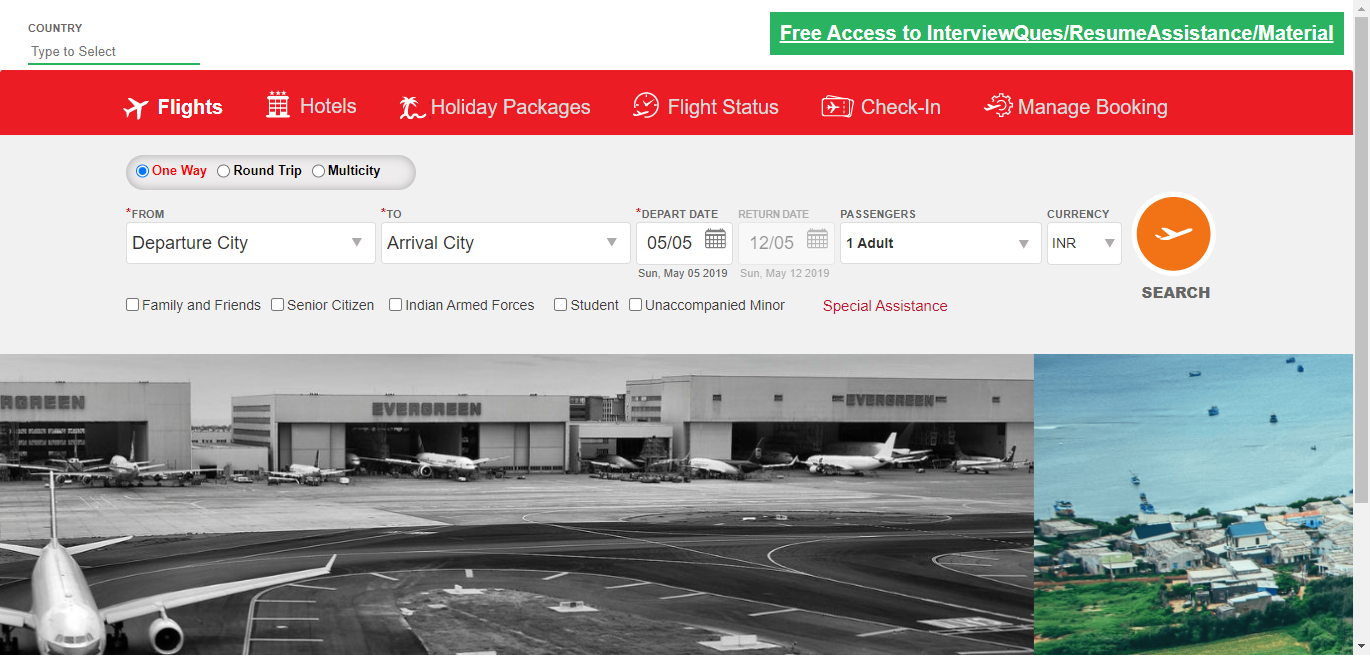 COUNTRY
Type to Select
Free Access to InterviewQues/ResumeAssistance/Material
Flights Hotels Holiday Packages Flight Status Check-In Manage Booking
One Way Round Trip Multicity
*FROM *TO *DEPART DATE RETURN DATE PASSENGERS CURRENCY
Departure City Arrival City 05/05 12/05 1 Adult INR
Sun, May 05 2019 Sun, May 12 2019
SEARCH
Family and Friends Senior Citizen Indian Armed Forces Student Unaccompanied Minor Special Assistance
RGREEN EVERGREEN EVERGREEN